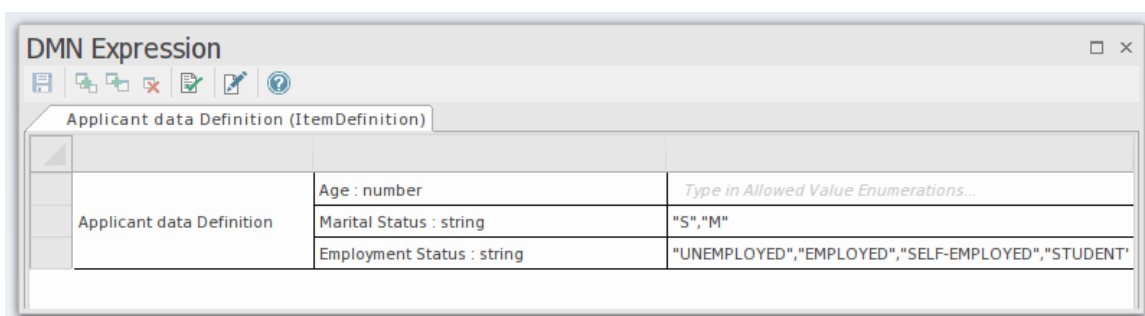 DMN Expression
Applicant data Definition (ItemDefinition)
Applicant data Definition
Age : number
Type in Allowed Value Enumerations...
Marital Status : string
"S","M"
Employment Status : string
"UNEMPLOYED","EMPLOYED","SELF-EMPLOYED","STUDENT"